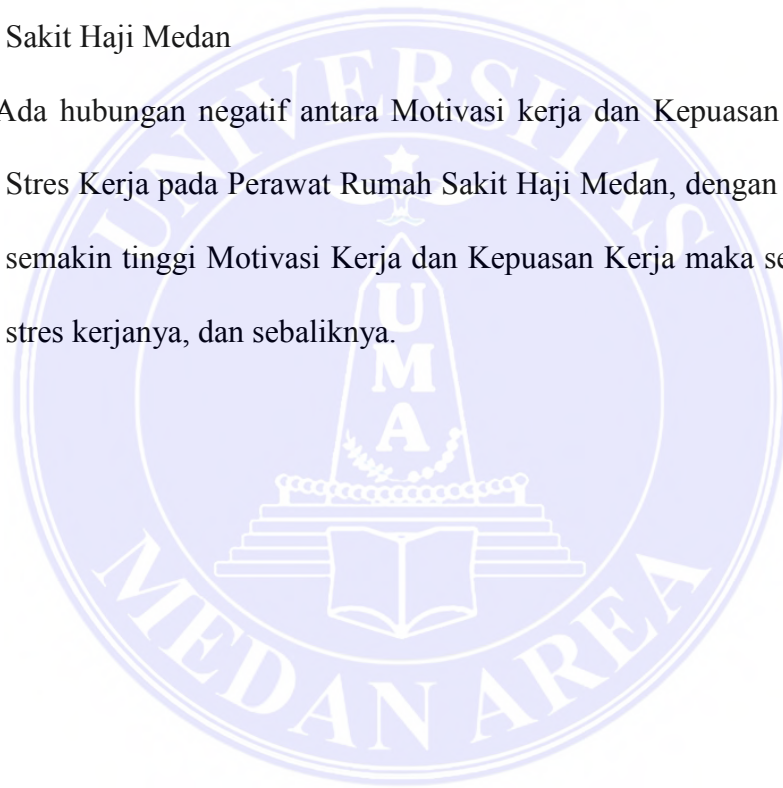 Sakit Haji Medan
Ada hubungan negatif antara Motivasi kerja dan Kepuasan
Stres Kerja pada Perawat Rumah Sakit Haji Medan, dengan
semakin tinggi Motivasi Kerja dan Kepuasan Kerja maka
stres kerjanya, dan sebaliknya.
UNIVERSITAS
UMA
MEDAN AREA